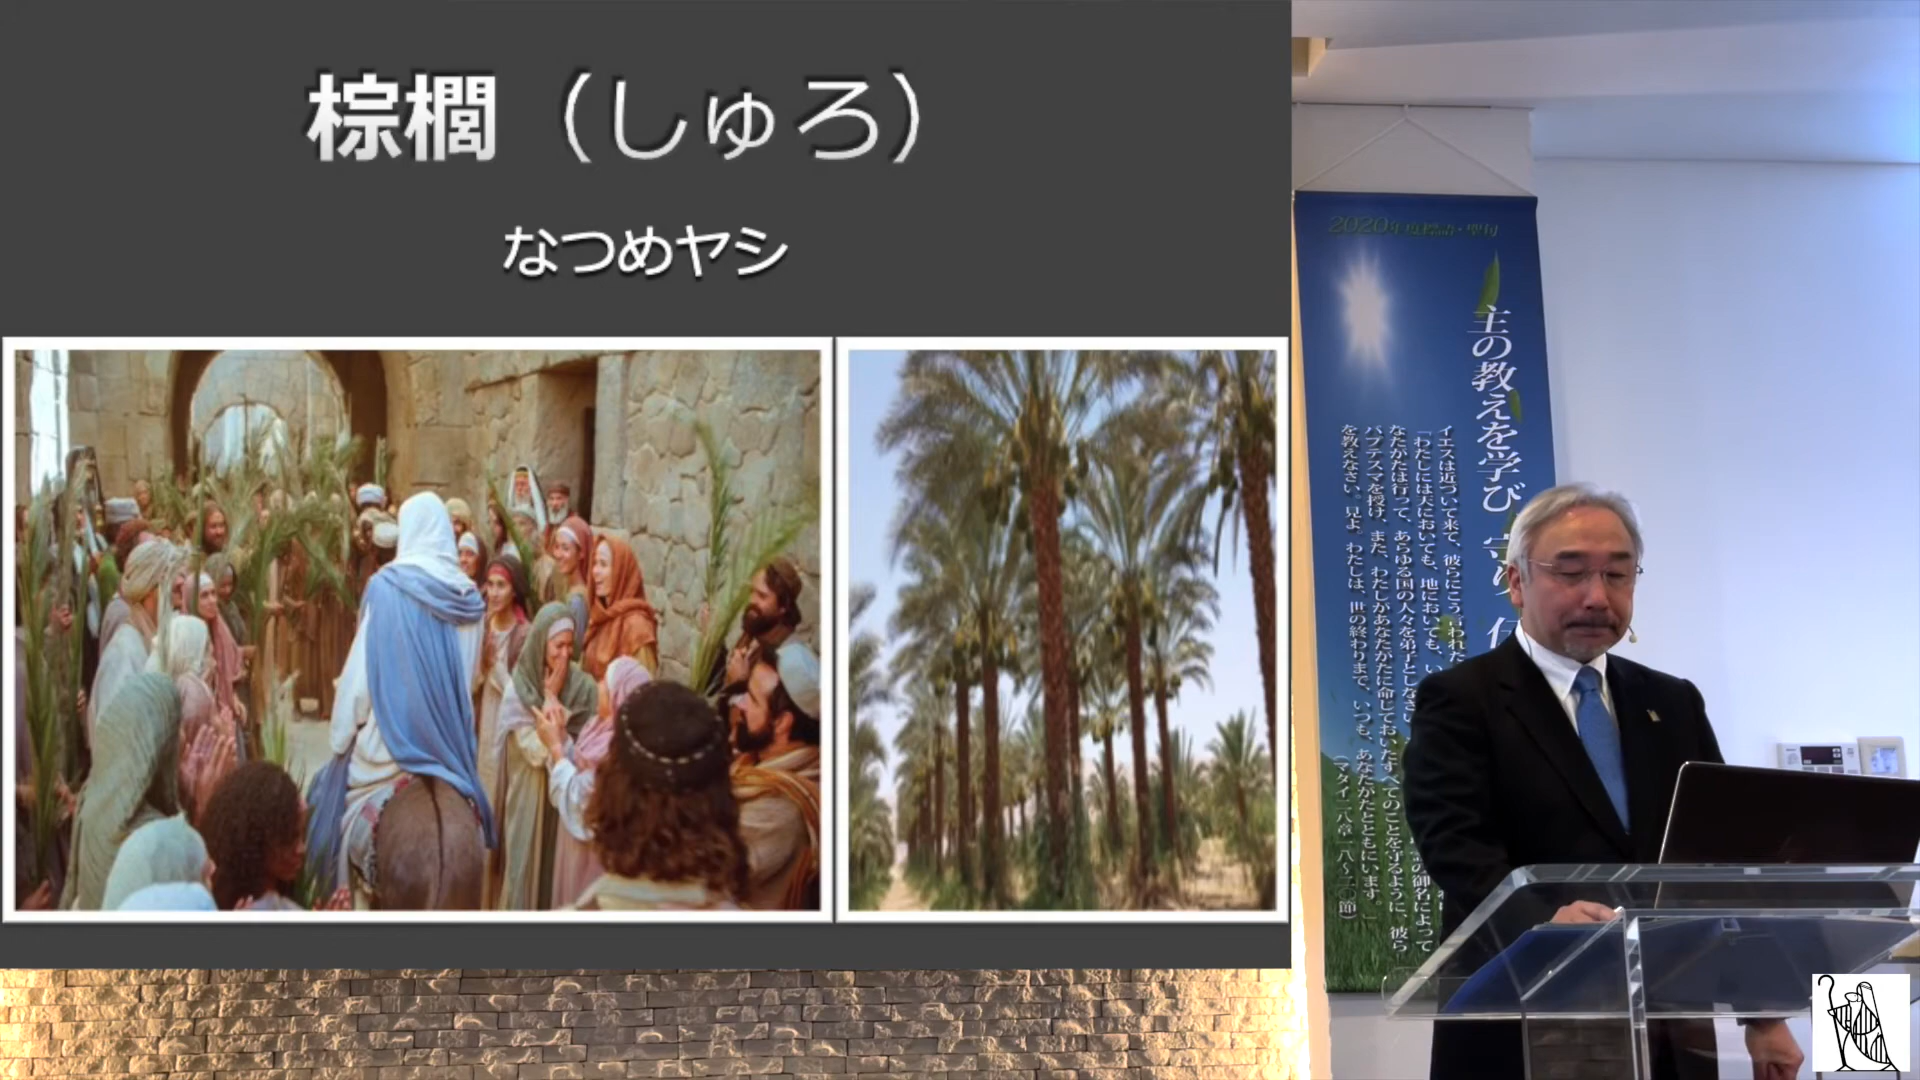 棕櫚（しゅろ）
なつめヤシ
2020年度標語・聖句
主の教えを学び
イエスは近づいて来て、彼らにこう言われた
「わたしには天においても、地においても、い
なたがたは行って、あらゆる国の人々を弟子としなさい。
の御名によって
バプテスマを授け、また、わたしがあなたがたに命じておいたすべてのことを守るように、彼ら
を教えなさい。見よ。わたしは、世の終わりまで、いつも、あなたがたとともにいます。」
（マタイ二八章一八～二〇節）